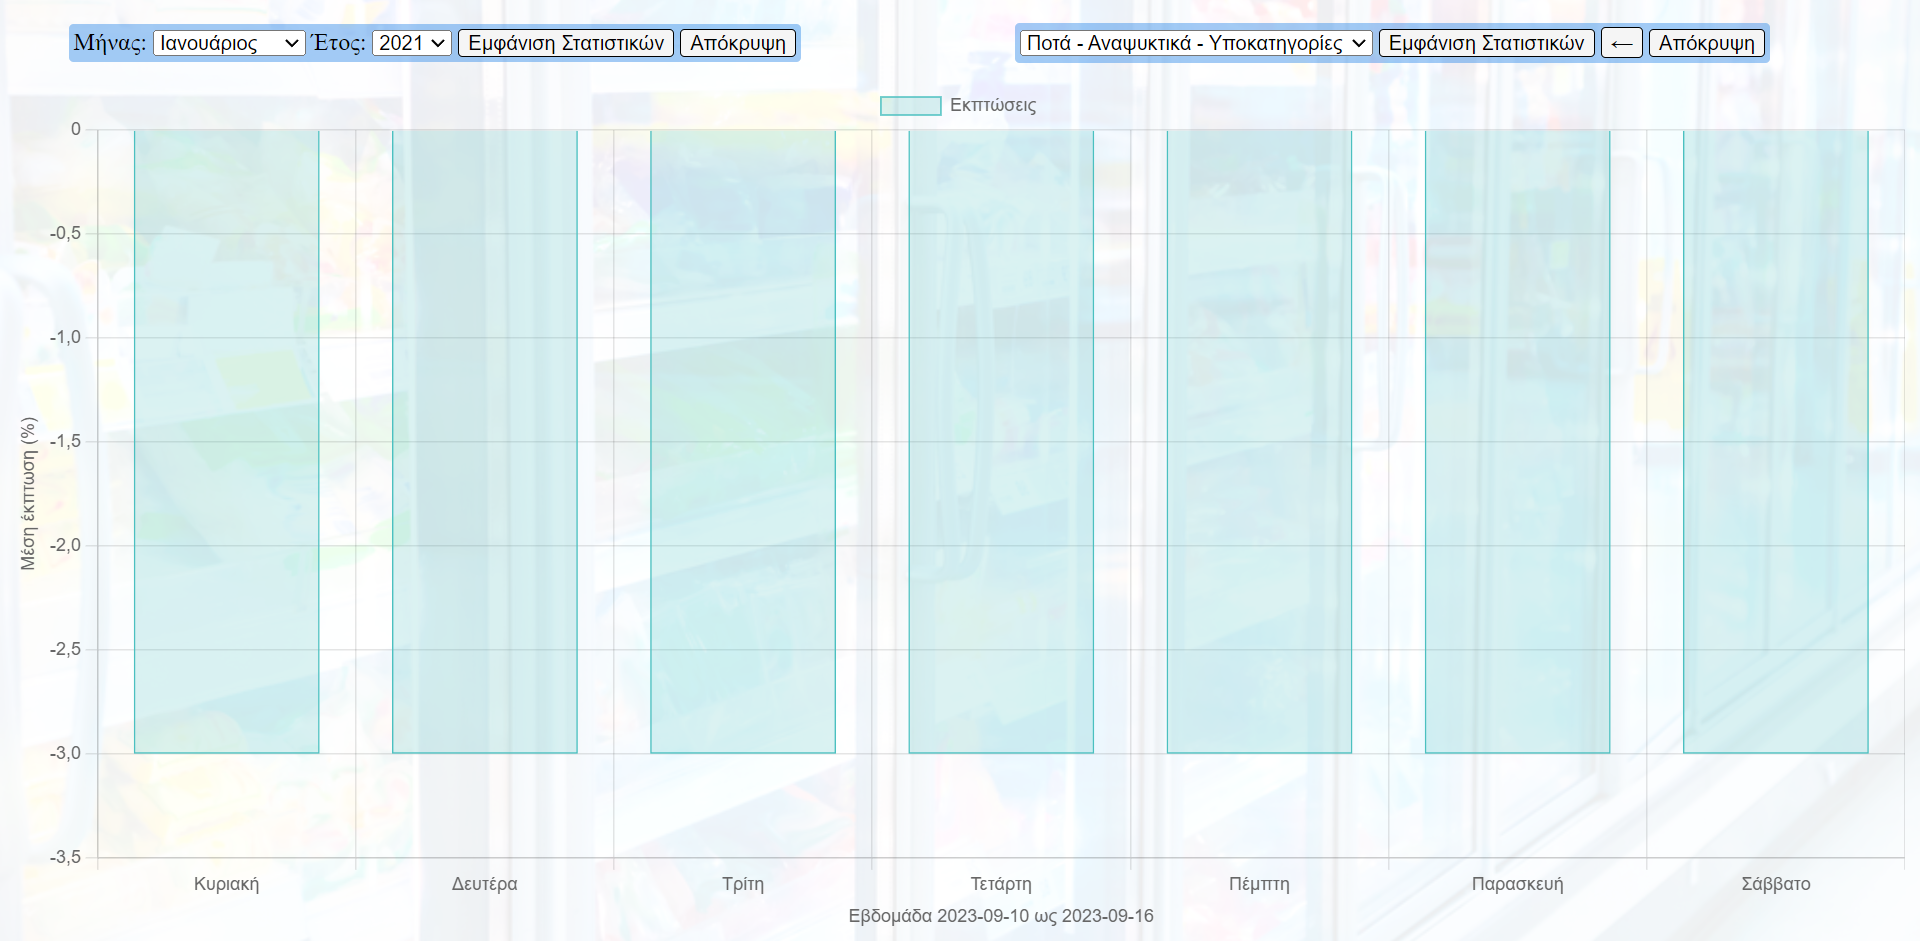 Μήνας: Ιανουάριος Έτος: 2021 Εμφάνιση Στατιστικών Απόκρυψη
Ποτά - Αναψυκτικά - Υποκατηγορίες Εμφάνιση Στατιστικών ← Απόκρυψη
Εκπτώσεις
0
-0,5
-1,0
-1,5
-2,0
-2,5
-3,0
-3,5
Μέση έκπτωση (%)
Κυριακή Δευτέρα Τρίτη Τετάρτη Πέμπτη Παρασκευή Σάββατο
Εβδομάδα 2023-09-10 ως 2023-09-16